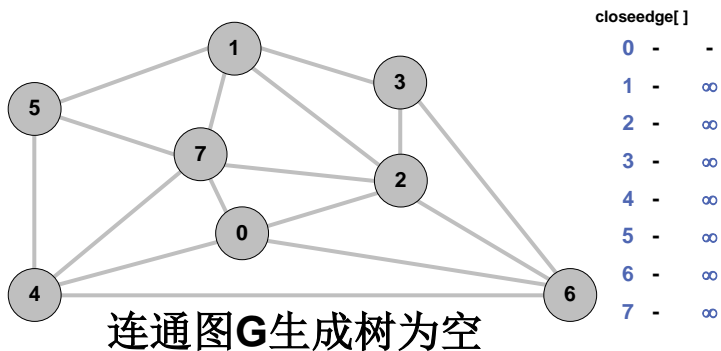 closeedge[ ]
0 - -
1 - ∞
2 - ∞
3 - ∞
4 - ∞
5 - ∞
6 - ∞
7 - ∞
1
3
5
7
2
0
4
6
连通图G生成树为空